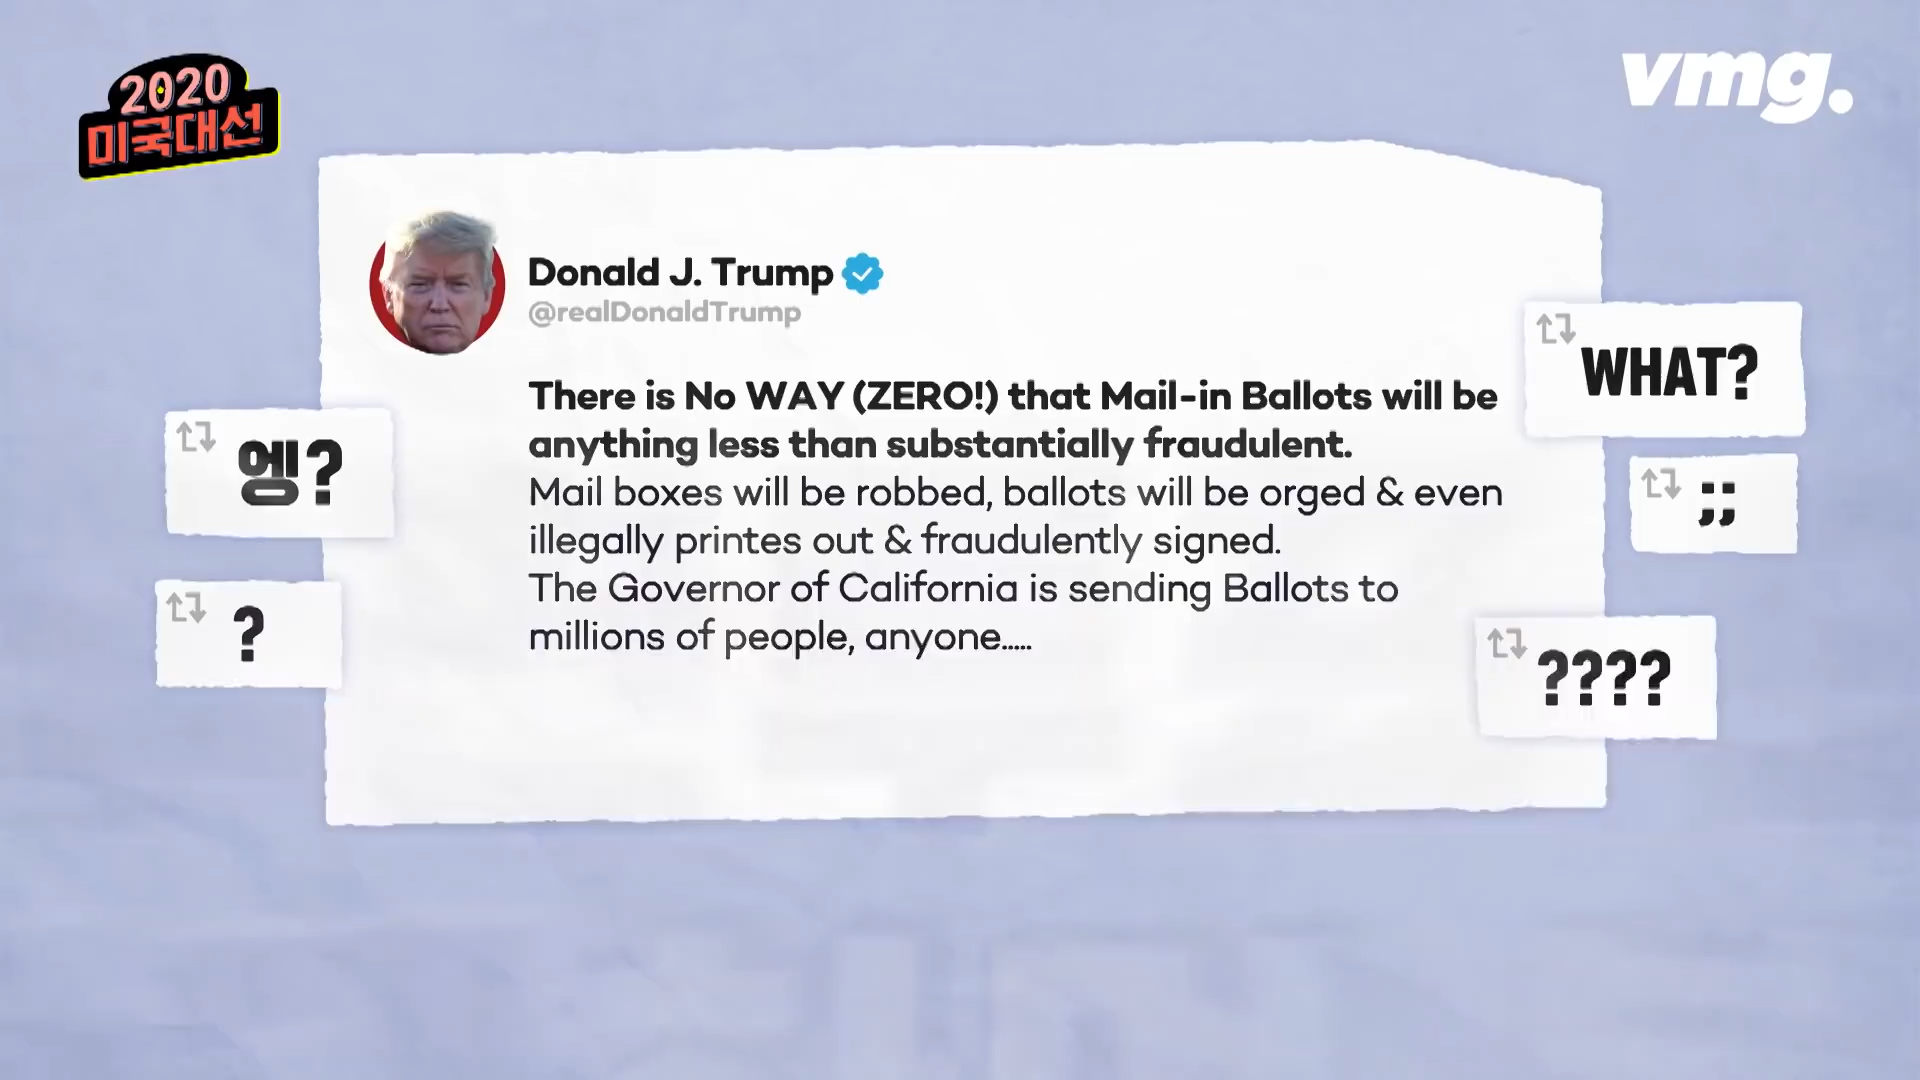 2020
미국대선
vmg.
Donald J. Trump
@realDonaldTrump
There is No WAY (ZERO!) that Mail-in Ballots will be
anything less than substantially fraudulent.
Mail boxes will be robbed, ballots will be orged & even
illegally printes out & fraudulently signed.
The Governor of California is sending Ballots to
millions of people, anyone.....
WHAT?
엥?
;;
?
????